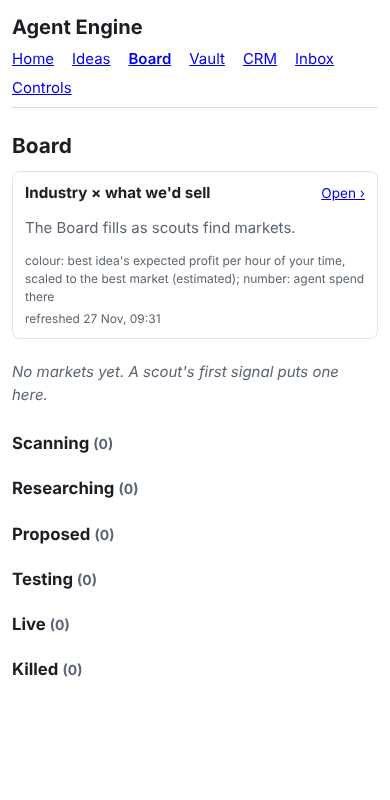 Agent Engine
Home Ideas Board Vault CRM Inbox
Controls
Board
Industry × what we'd sell Open ›
The Board fills as scouts find markets.
colour: best idea's expected profit per hour of your time,
scaled to the best market (estimated); number: agent spend
there
refreshed 27 Nov, 09:31
No markets yet. A scout's first signal puts one
here.
Scanning (0)
Researching (0)
Proposed (0)
Testing (0)
Live (0)
Killed (0)